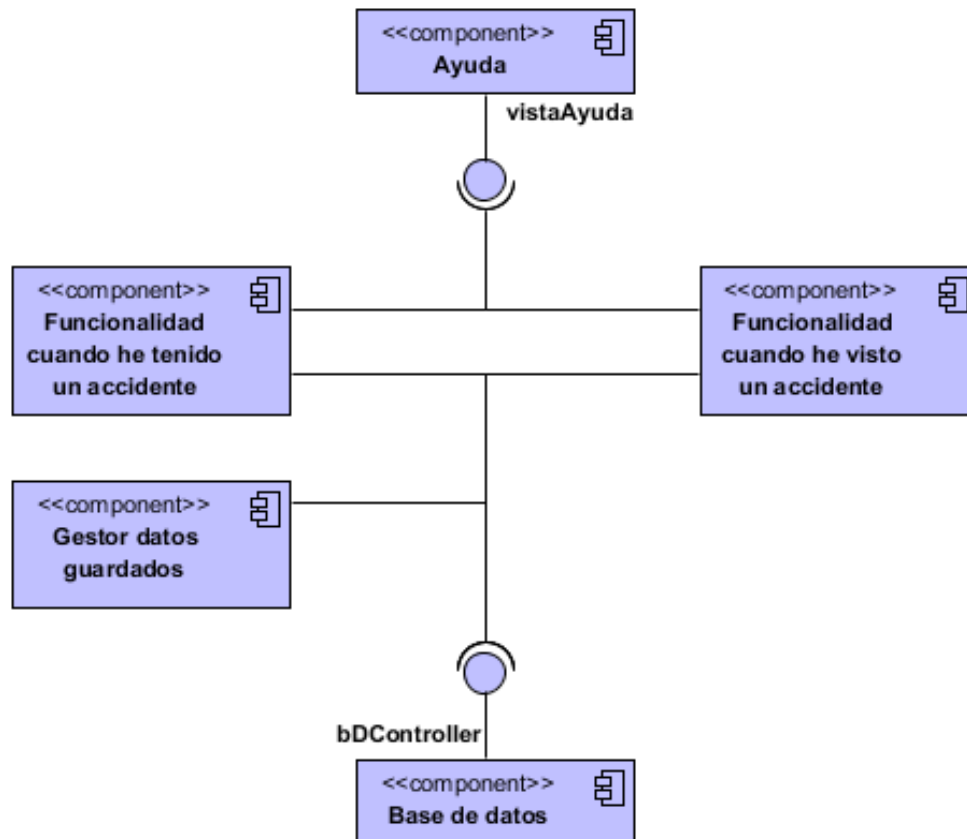 <<component>>
Ayuda
vistaAyuda
<<component>>
Funcionalidad
cuando he tenido
un accidente
<<component>>
Funcionalidad
cuando he visto
un accidente
<<component>>
Gestor datos
guardados
bDController
<<component>>
Base de datos